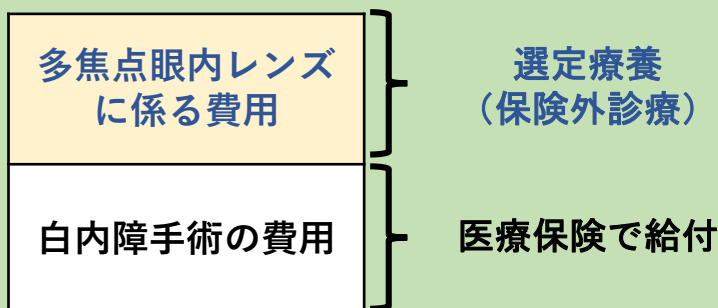 多焦点眼内レンズ
に係る費用
選定療養
（保険外診療）
白内障手術の費用
医療保険で給付